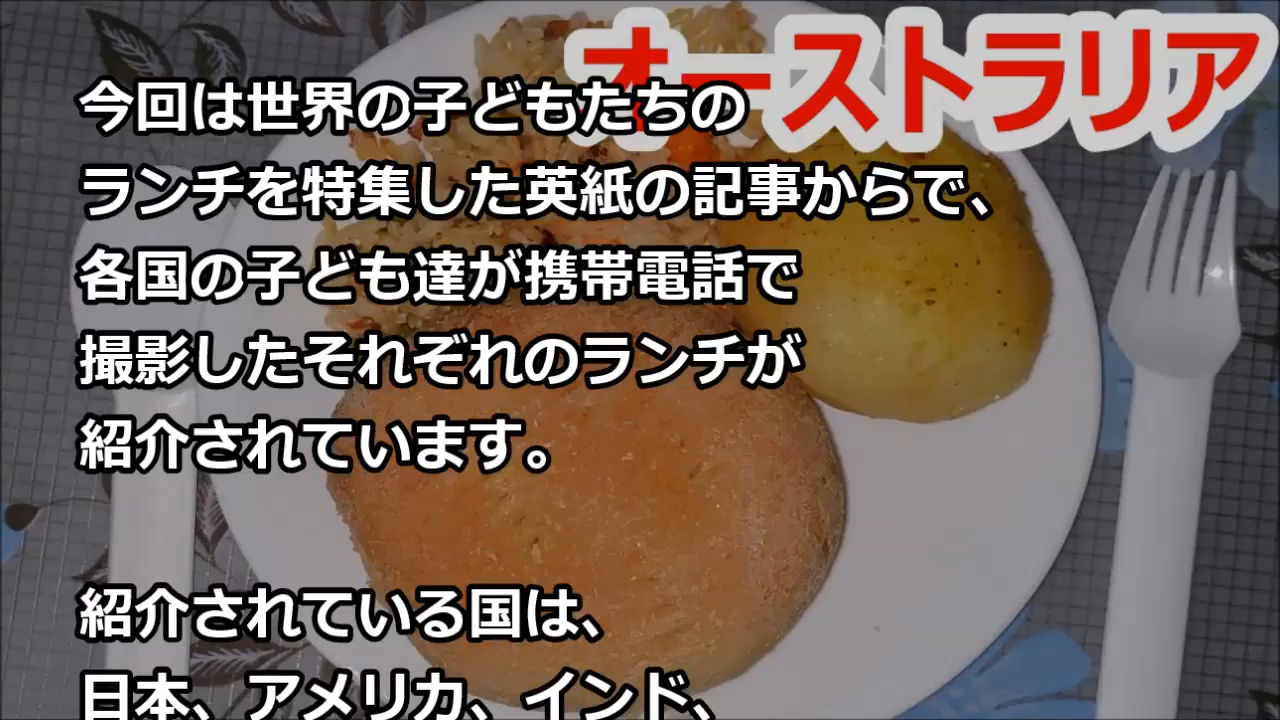 オーストラリア
今回は世界の子どもたちの
ランチを特集した英紙の記事からで、
各国の子ども達が携帯電話で
撮影したそれぞれのランチが
紹介されています。
紹介されている国は、
日本、アメリカ、インド、